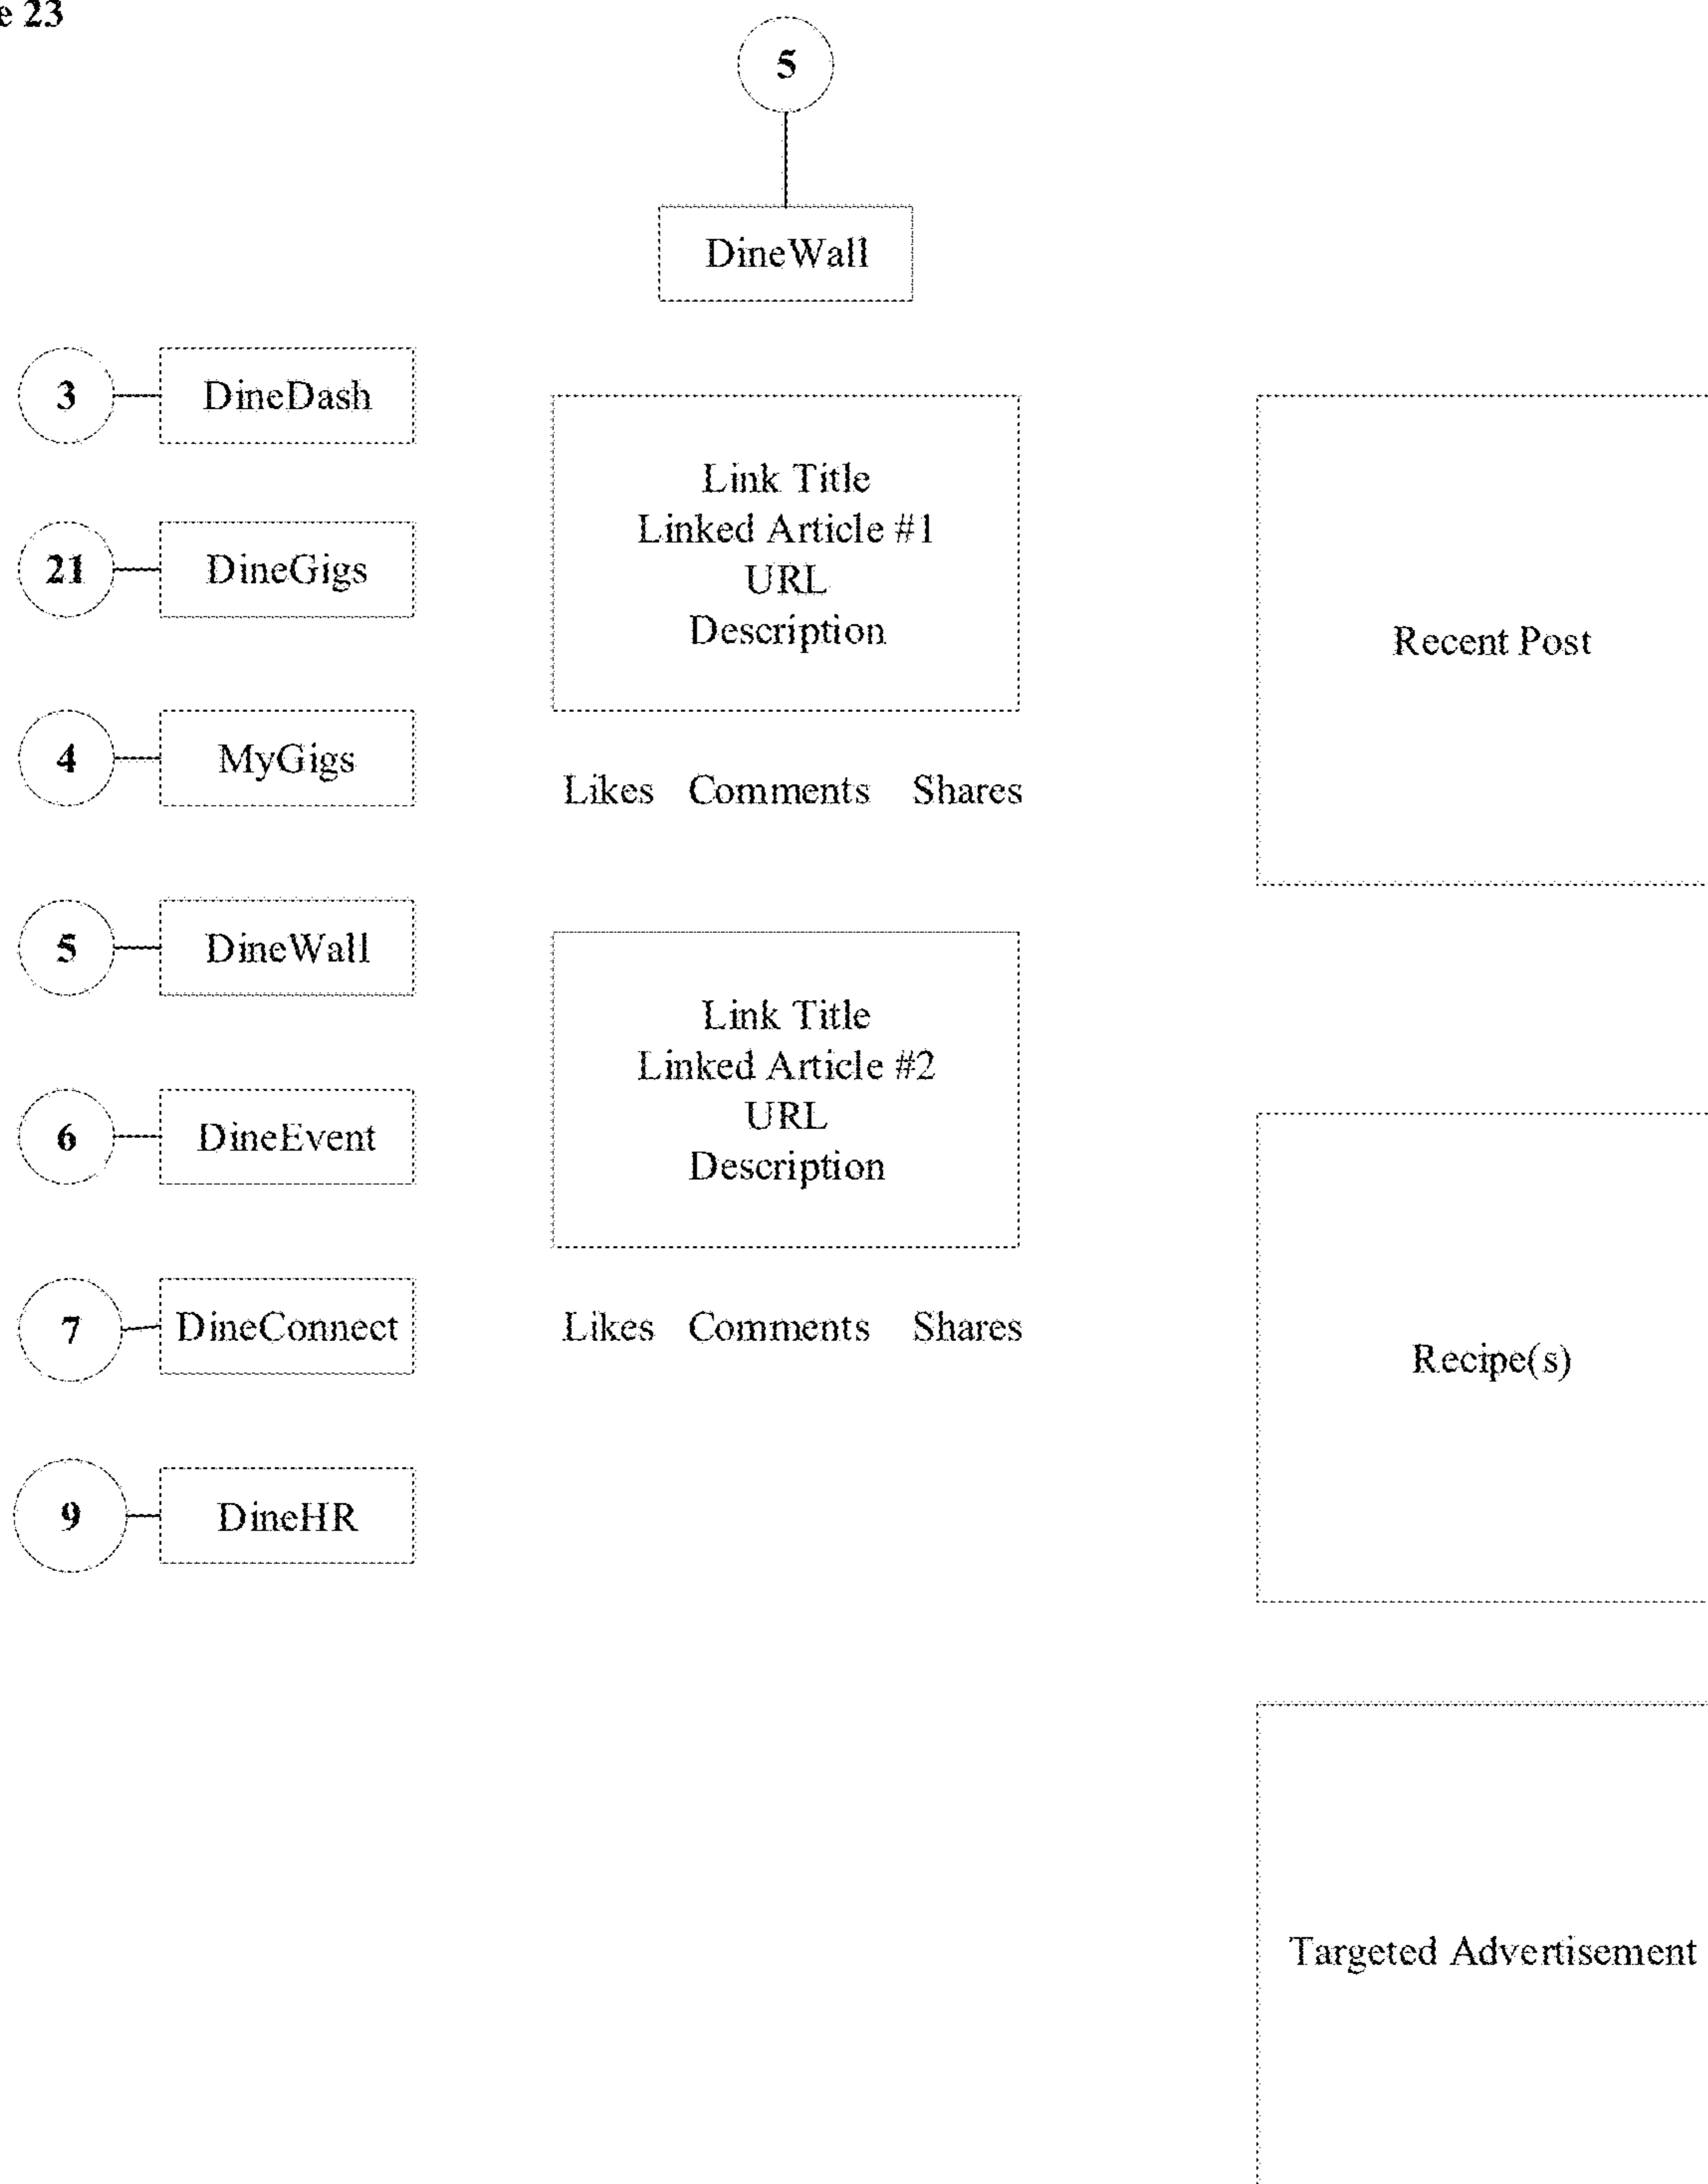 e 23
5
DineWall
3
DineDash
21
DineGigs
4
MyGigs
5
DineWall
6
DineEvent
7
DineConnect
9
DineHR
Link Title
Linked Article #1
URL
Description
Likes Comments Shares
Link Title
Linked Article #2
URL
Description
Likes Comments Shares
Recent Post
Recipe(s)
Targeted Advertisement